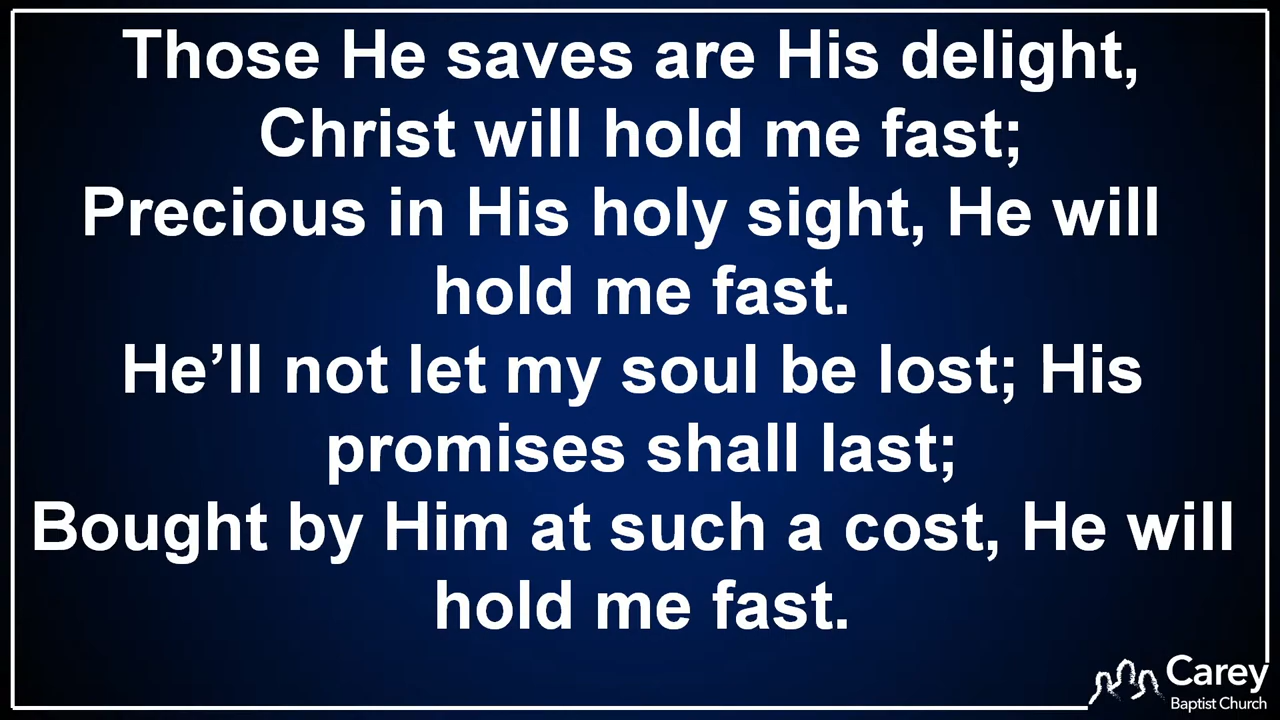 Those He saves are His delight,
Christ will hold me fast;
Precious in His holy sight, He will
hold me fast.
He’ll not let my soul be lost; His
promises shall last;
Bought by Him at such a cost, He will
hold me fast.
Carey
Baptist Church